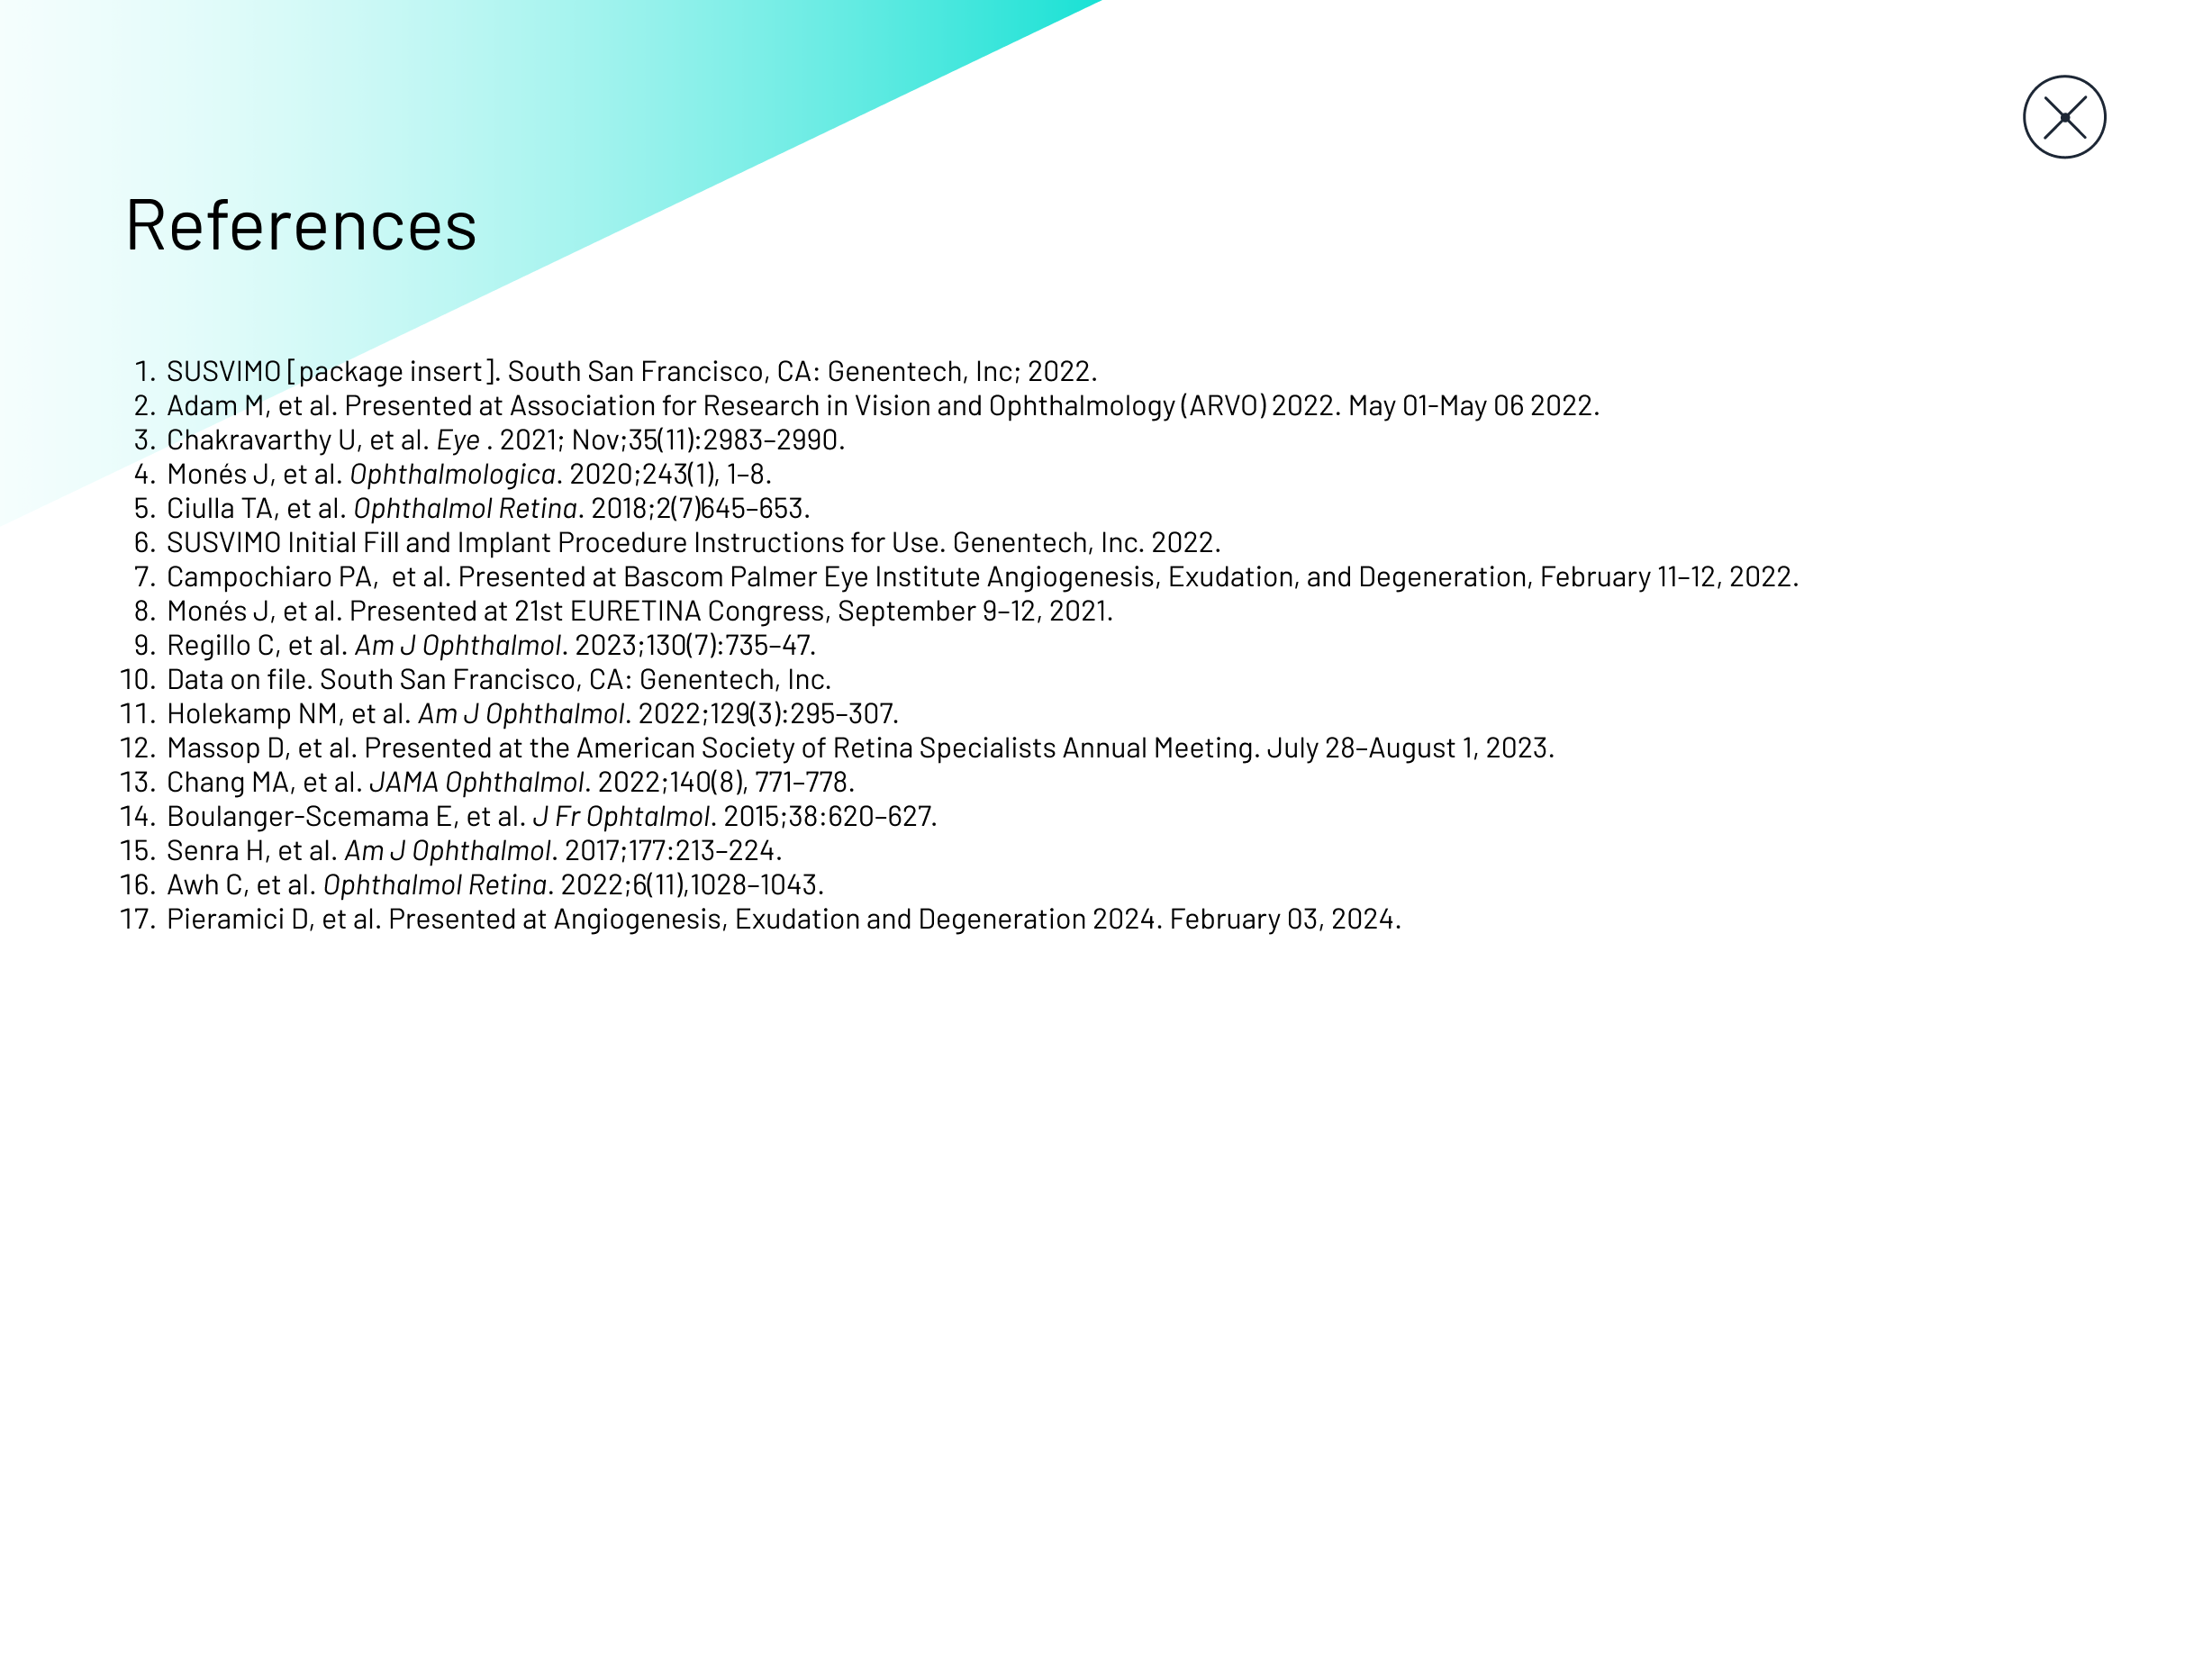 References
1. SUSVIMO [package insert]. South San Francisco, CA: Genentech, Inc; 2022.
2. Adam M, et al. Presented at Association for Research in Vision and Ophthalmology (ARVO) 2022. May 01-May 06 2022.
3. Chakravarthy U, et al. Eye . 2021; Nov;35(11):2983–2990.
4. Monés J, et al. Ophthalmologica. 2020;243(1), 1–8.
5. Ciulla TA, et al. Ophthalmol Retina. 2018;2(7)645–653.
6. SUSVIMO Initial Fill and Implant Procedure Instructions for Use. Genentech, Inc. 2022.
7. Campochiaro PA,  et al. Presented at Bascom Palmer Eye Institute Angiogenesis, Exudation, and Degeneration, February 11–12, 2022.
8. Monés J, et al. Presented at 21st EURETINA Congress, September 9–12, 2021.
9. Regillo C, et al. Am J Ophthalmol. 2023;130(7):735–47.
10. Data on file. South San Francisco, CA: Genentech, Inc.
11. Holekamp NM, et al. Am J Ophthalmol. 2022;129(3):295–307.
12. Massop D, et al. Presented at the American Society of Retina Specialists Annual Meeting. July 28–August 1, 2023.
13. Chang MA, et al. JAMA Ophthalmol. 2022;140(8), 771–778.
14. Boulanger-Scemama E, et al. J Fr Ophtalmol. 2015;38:620–627.
15. Senra H, et al. Am J Ophthalmol. 2017;177:213–224.
16. Awh C, et al. Ophthalmol Retina. 2022;6(11),1028–1043.
17. Pieramici D, et al. Presented at Angiogenesis, Exudation and Degeneration 2024. February 03, 2024.